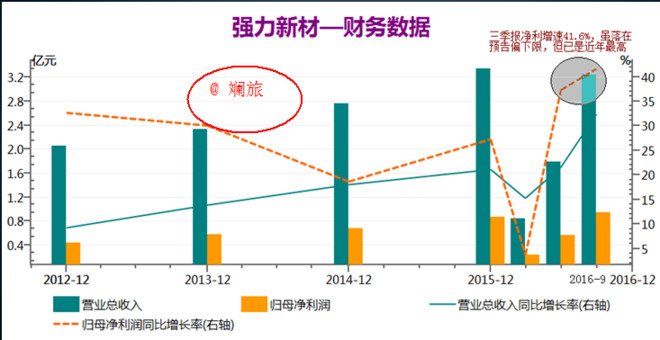 强力新材—财务数据
三季报净利增速41.6%,虽落在
预告偏下限,但已是近年最高
亿元
%
@ 斓旅
3.2
2.8
2.4
2.0
1.6
1.2
0.8
0.4
40
35
30
25
20
15
10
5
2012-12
2013-12
2014-12
2015-12
2016-9
2016-12
营业总收入
归母净利润
营业总收入同比增长率(右轴)
归母净利润同比增长率(右轴)